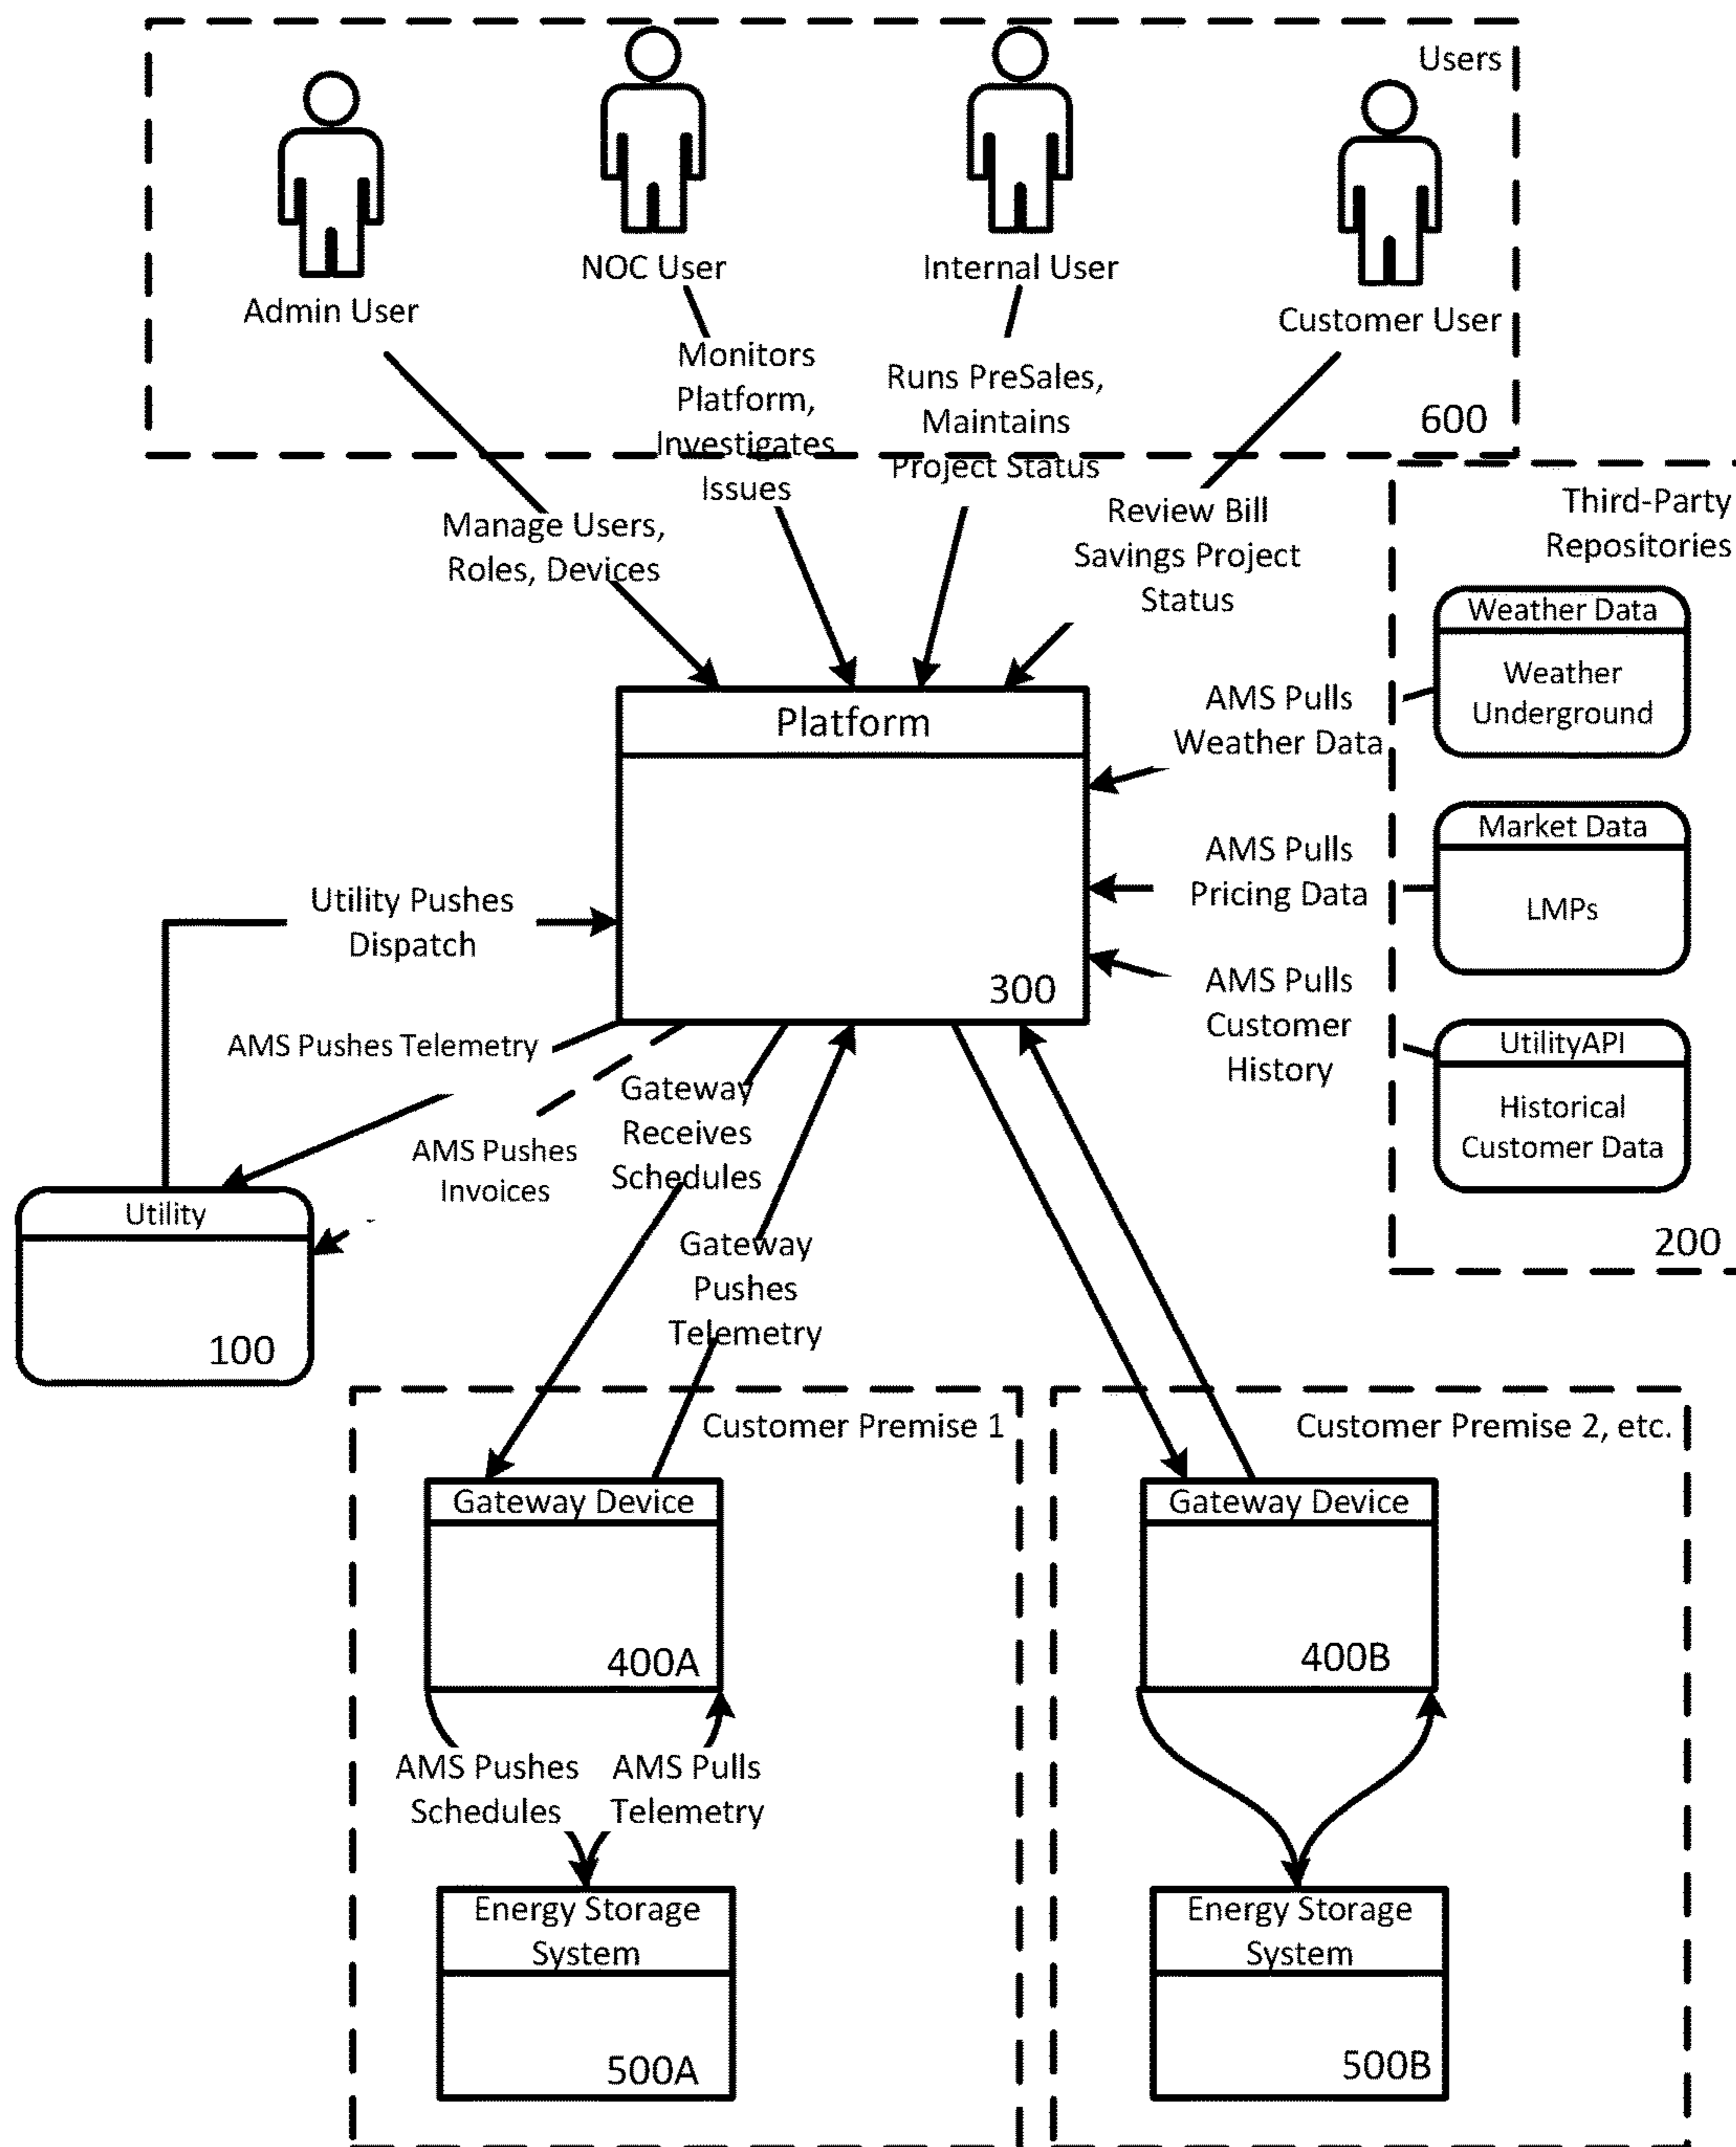 Users
Admin User
NOC User
Internal User
Customer User
Monitors
Platform,
Investigates
Issues
Runs PreSales,
Maintains
Project Status
600
Manage Users,
Roles, Devices
Review Bill
Savings Project
Status
Third-Party
Repositories
Weather Data
Weather
Underground
AMS Pulls
Weather Data
Platform
300
Market Data
LMPs
AMS Pulls
Pricing Data
Utility Pushes
Dispatch
AMS Pulls
Customer
History
UtilityAPI
Historical
Customer Data
200
AMS Pushes Telemetry
AMS Pushes
Invoices
Gateway
Receives
Schedules
Utility
100
Gateway
Pushes
Telemetry
Customer Premise 1
Gateway Device
400A
AMS Pushes
Schedules
AMS Pulls
Telemetry
Energy Storage
System
500A
Customer Premise 2, etc.
Gateway Device
400B
Energy Storage
System
500B